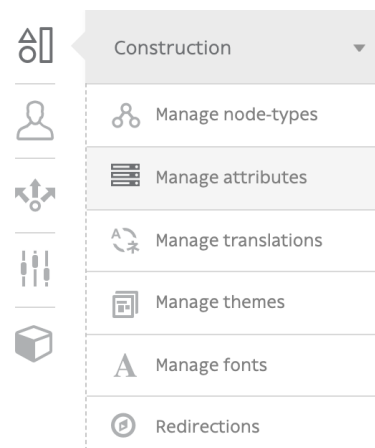 Construction
Manage node-types
Manage attributes
Manage translations
Manage themes
Manage fonts
Redirections